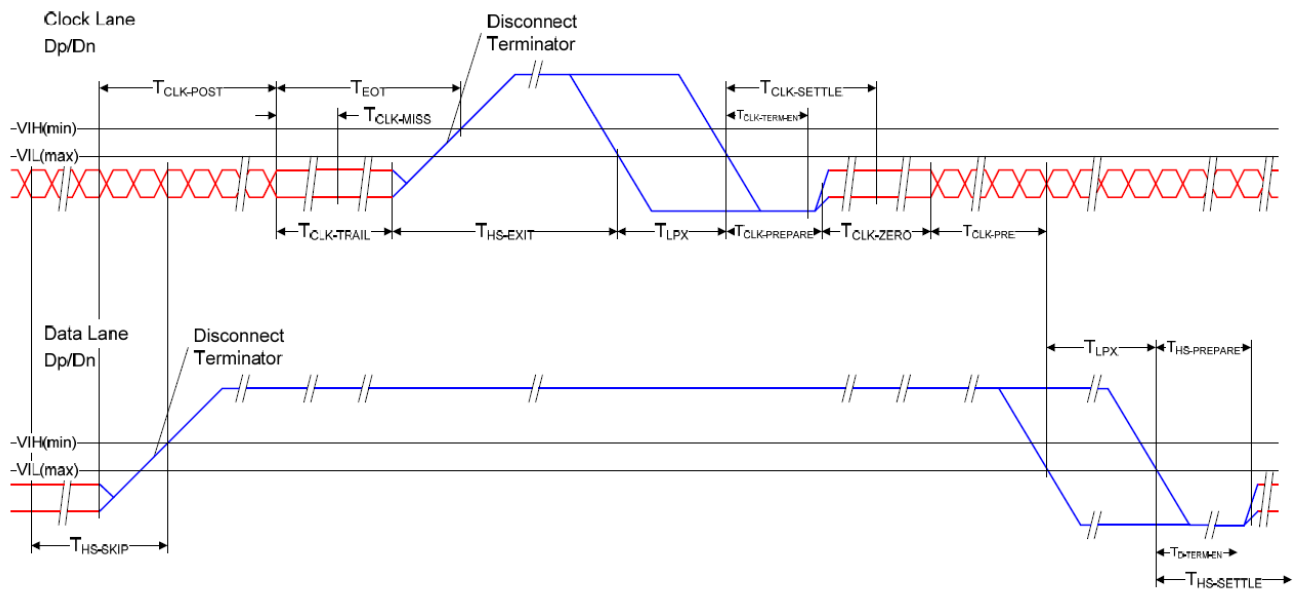 Clock Lane
Dp/Dn
Disconnect
Terminator
TCLK-POST
TEOT
TCLK-SETTLE
TCLK-MISS
TCLK-TERM-EN
VIH(min)
VIL(max)
TCLK-TRAIL
THS-EXIT
TLPX
TCLK-PREPARE
TCLK-ZERO
TCLK-PRE
Data Lane
Dp/Dn
Disconnect
Terminator
TLPX
THS-PREPARE
VIH(min)
VIL(max)
THS-SKIP
TD-TERM-EN
THS-SETTLE